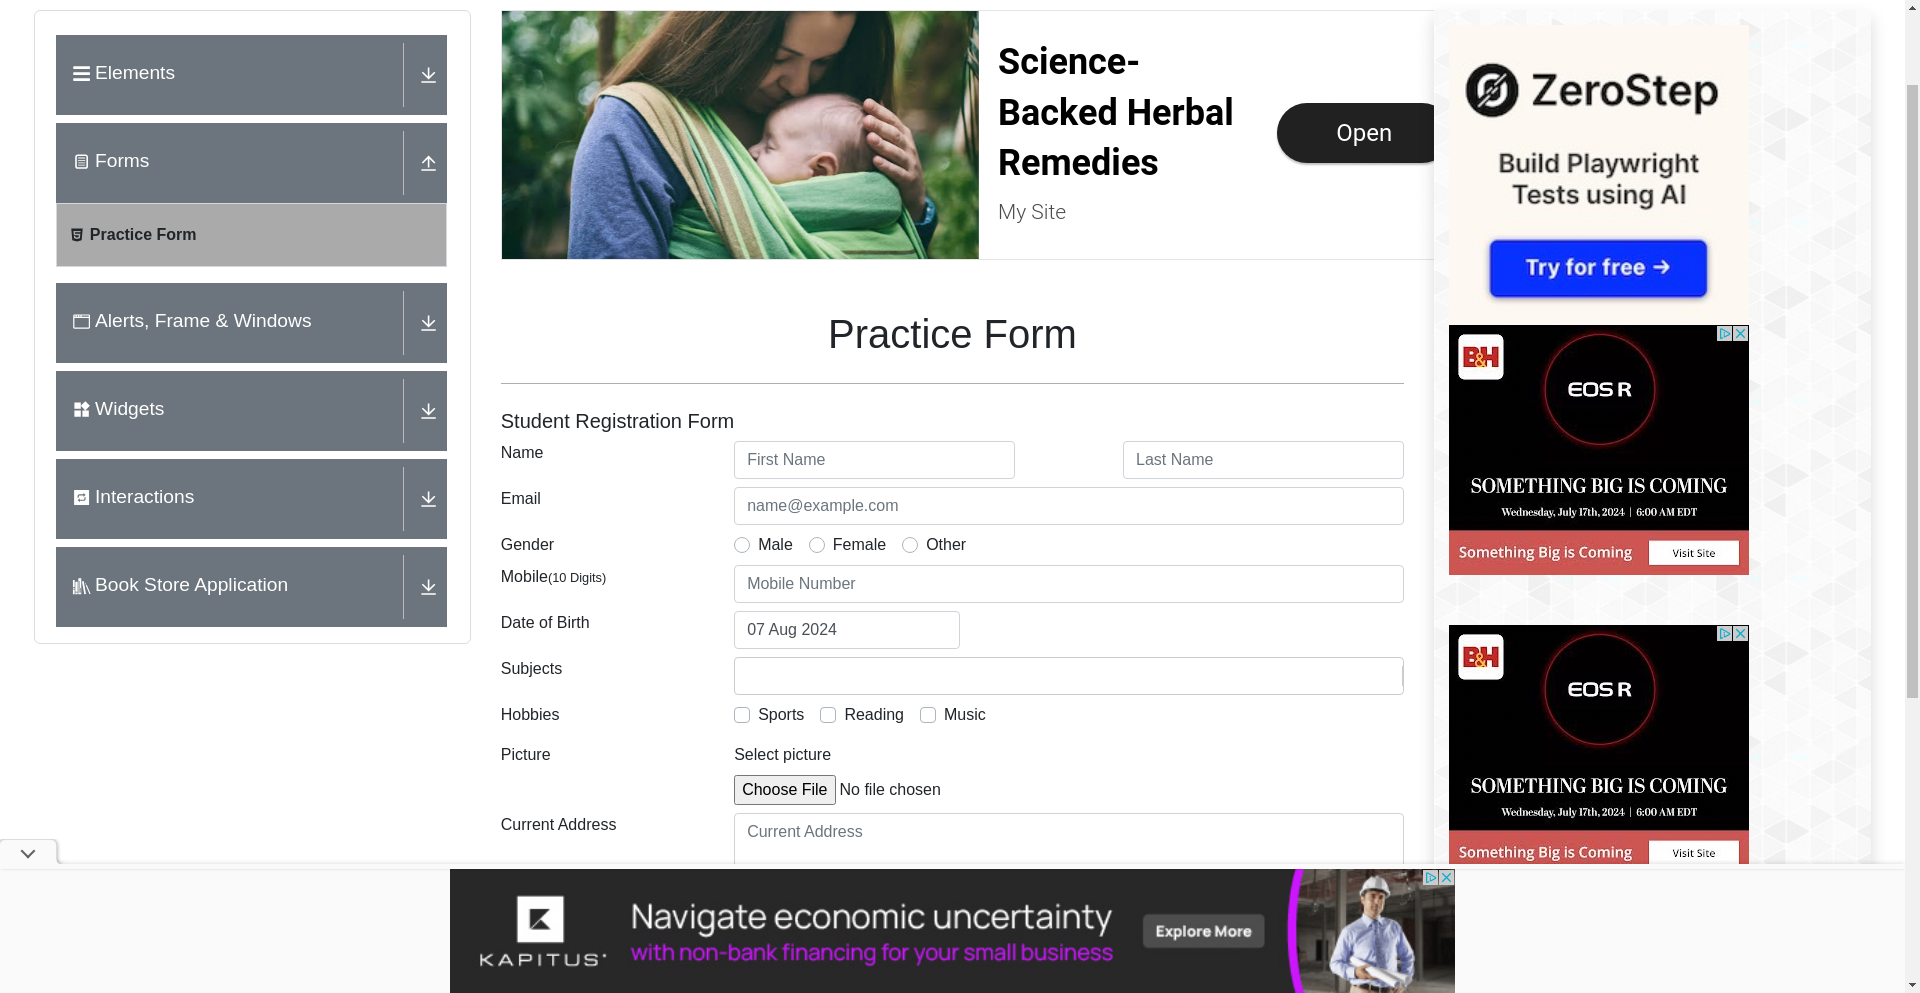 Elements
Forms
Practice Form
Alerts, Frame & Windows
Widgets
Interactions
Book Store Application
Science-
Backed Herbal
Remedies
My Site
Open
Practice Form
Student Registration Form
Name
First Name
Last Name
Email
name@example.com
Gender
Male Female Other
Mobile(10 Digits)
Mobile Number
Date of Birth
07 Aug 2024
Subjects
Hobbies
Sports Reading Music
Picture
Select picture
Choose File No file chosen
Current Address
Current Address
ZeroStep
Build Playwright
Tests using AI
Try for free →
B&H
EOS R
SOMETHING BIG IS COMING
Wednesday, July 17th, 2024 | 6:00 AM EDT
Something Big is Coming
Visit Site
B&H
EOS R
SOMETHING BIG IS COMING
Wednesday, July 17th, 2024 | 6:00 AM EDT
Something Big is Coming
Visit Site
KAPITUS
Navigate economic uncertainty
with non-bank financing for your small business
Explore More